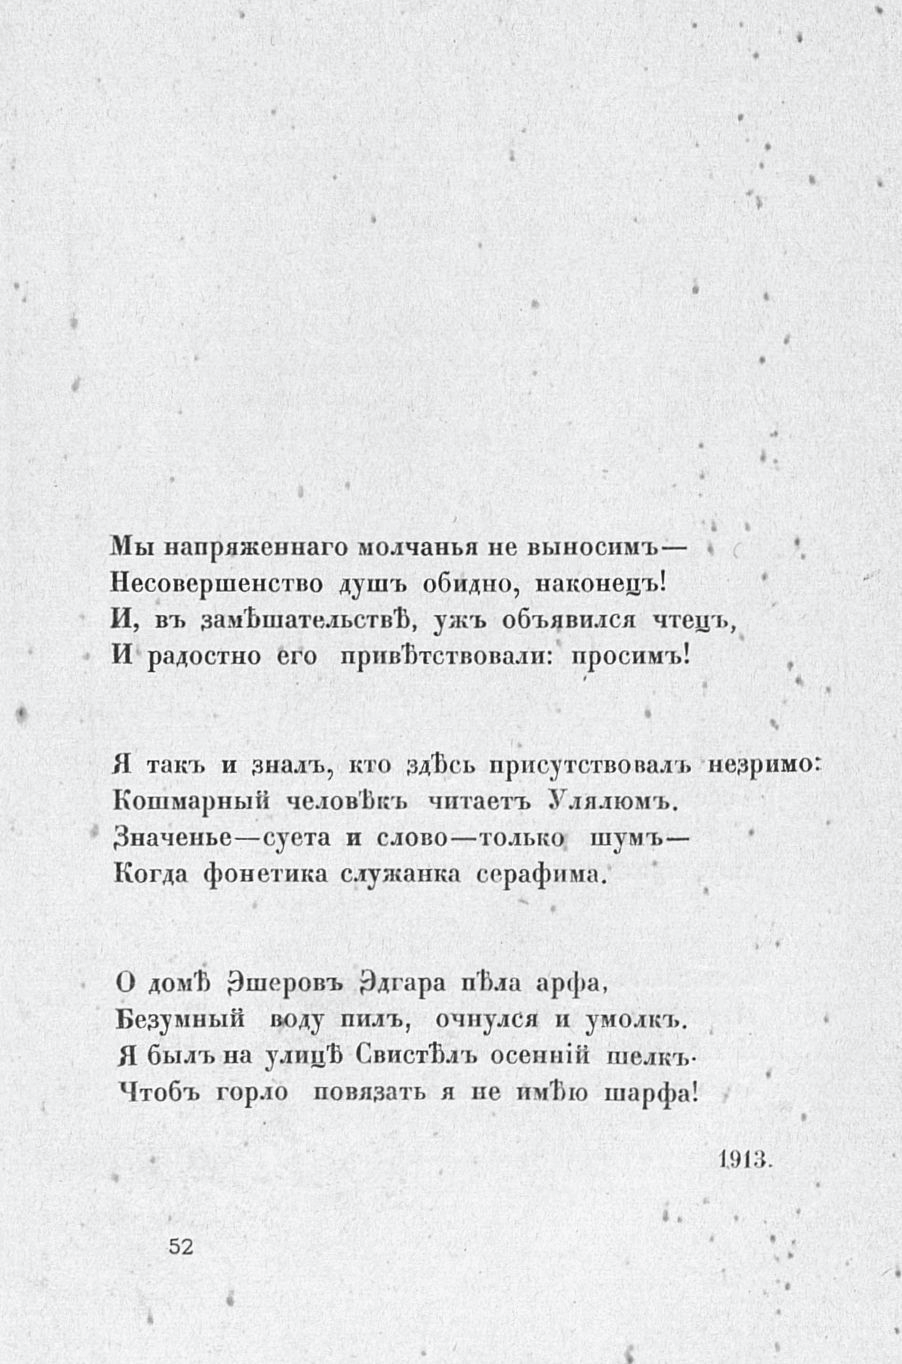 Мы напряженнаго молчанья не выносимъ—
Несовершенство душъ обидно, наконецъ!
И, въ замѣшательствѣ, ужъ объявился чтецъ,
И радостно его привѣтствовали: просимъ!
Я такъ и зналъ, кто здѣсь присутствовалъ незримо:
Кошмарный человѣкъ читаетъ Улялюмъ.
Значенье—суета и слово—только шумъ—
Когда фонетика служанка серафима.
О домѣ Эшеровъ Эдгара пѣла арфа,
Безумный воду пилъ, очнулся и умолкъ.
Я былъ на улицѣ Свистѣлъ осенній шелкъ·
Чтобъ горло повязать я не имѣю шарфа!
1913.
52